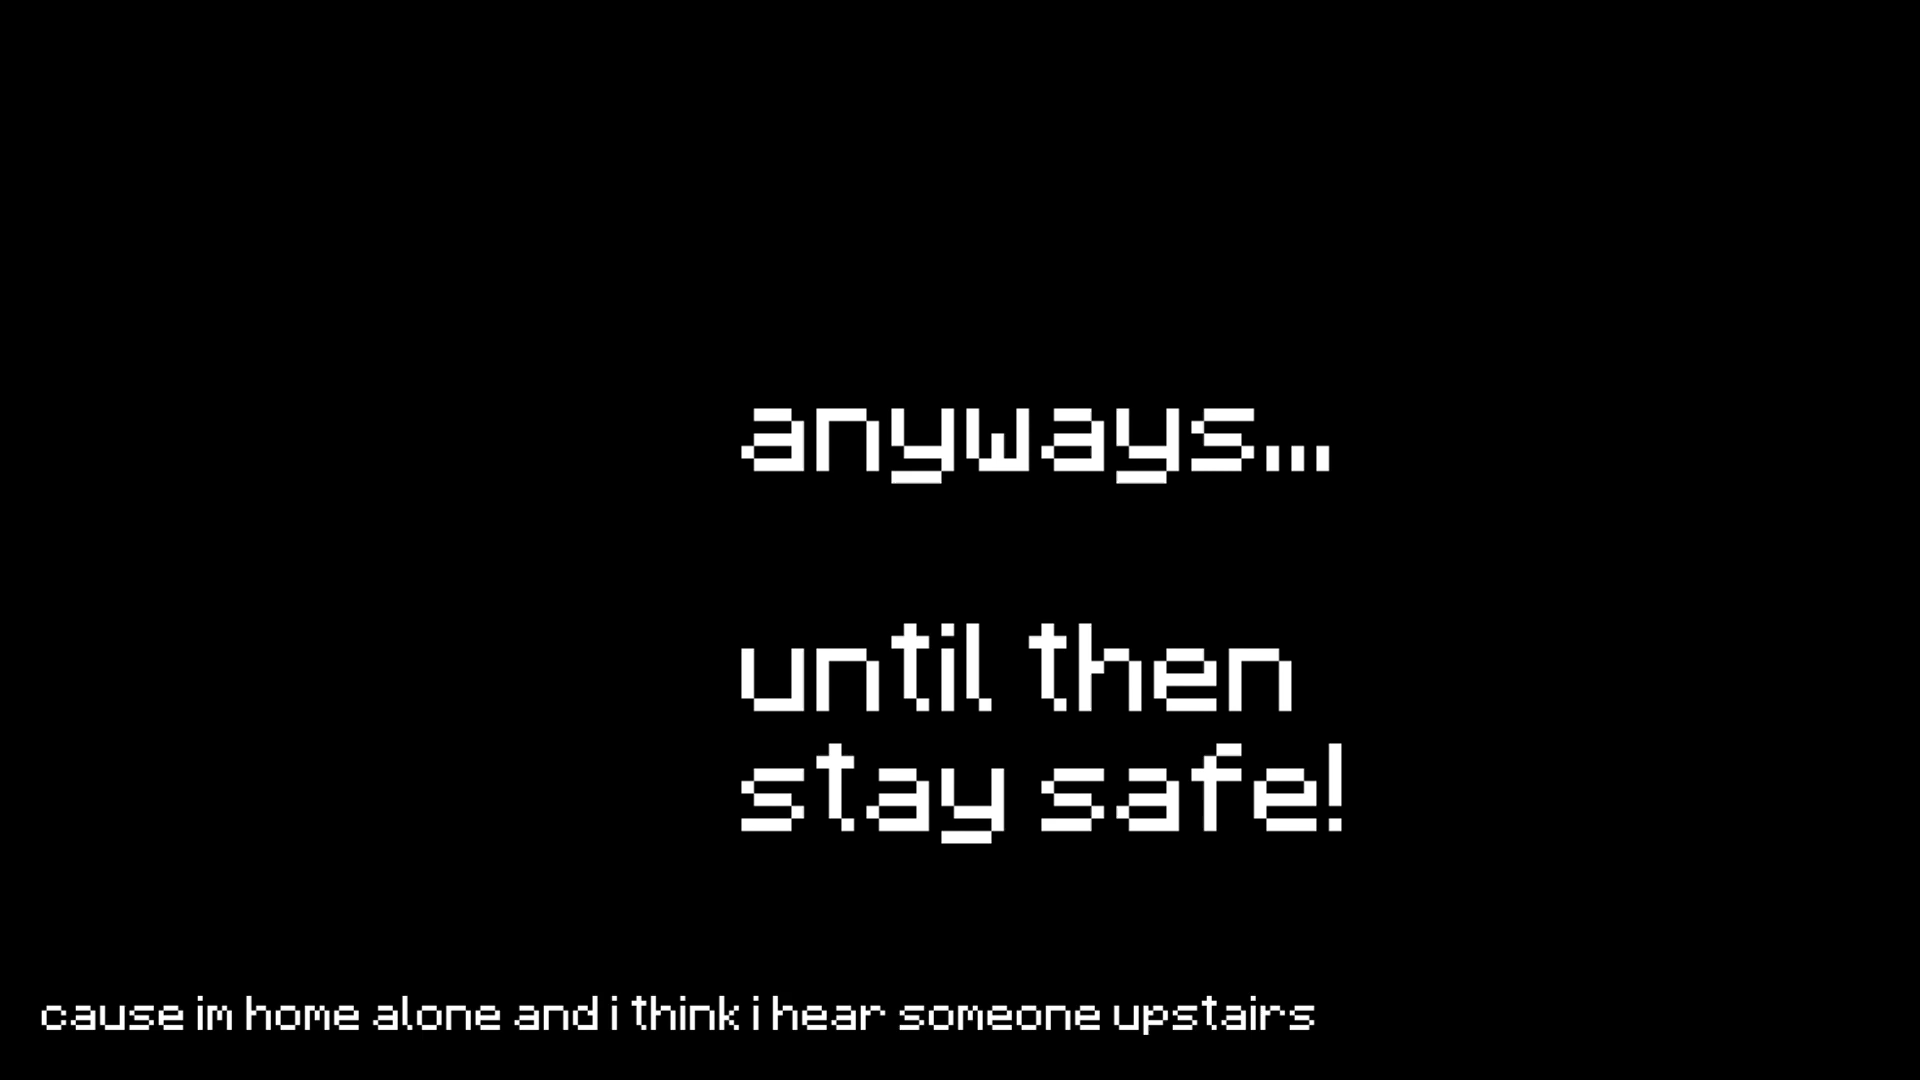 anyways...
until then
stay safe!
cause im home alone and i think i hear someone upstairs